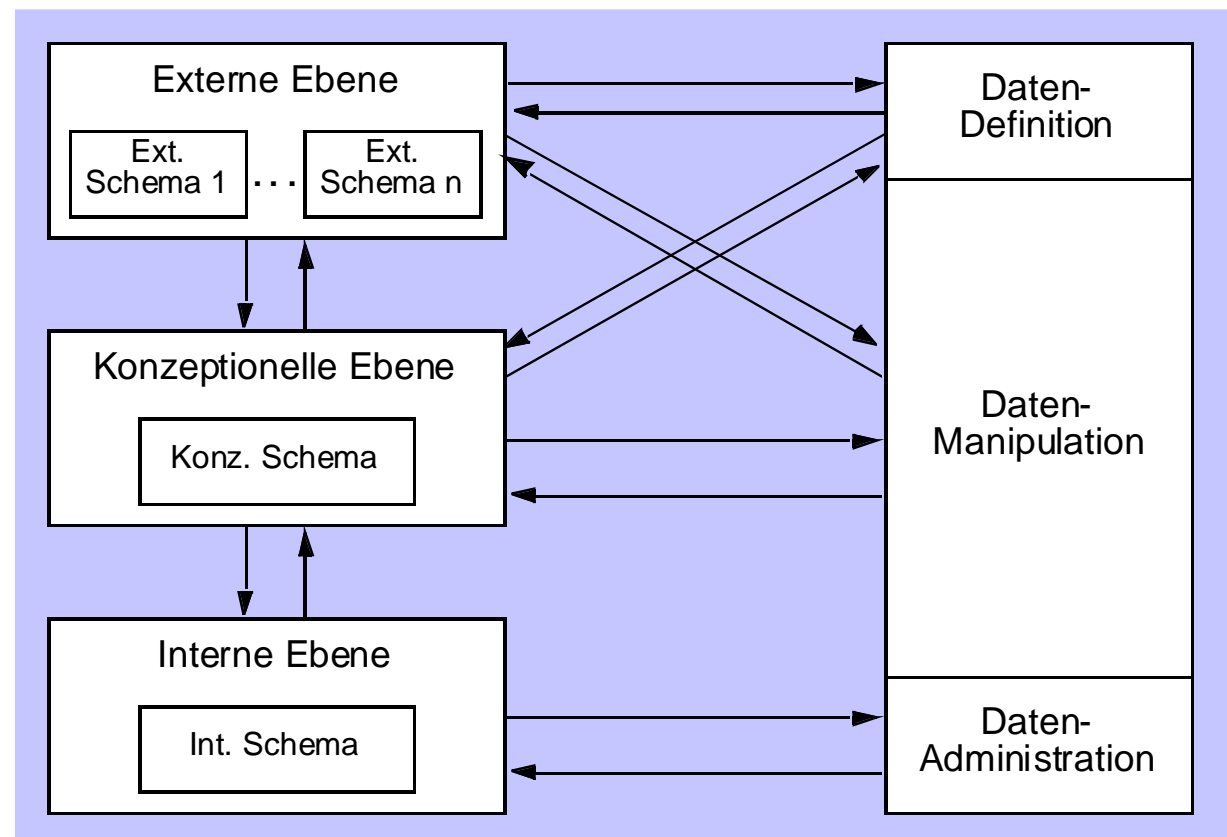 Externe Ebene
Ext.
Schema 1
. . .
Ext.
Schema n
Konzeptionelle Ebene
Konz. Schema
Interne Ebene
Int. Schema
Daten-
Definition
Daten-
Manipulation
Daten-
Administration